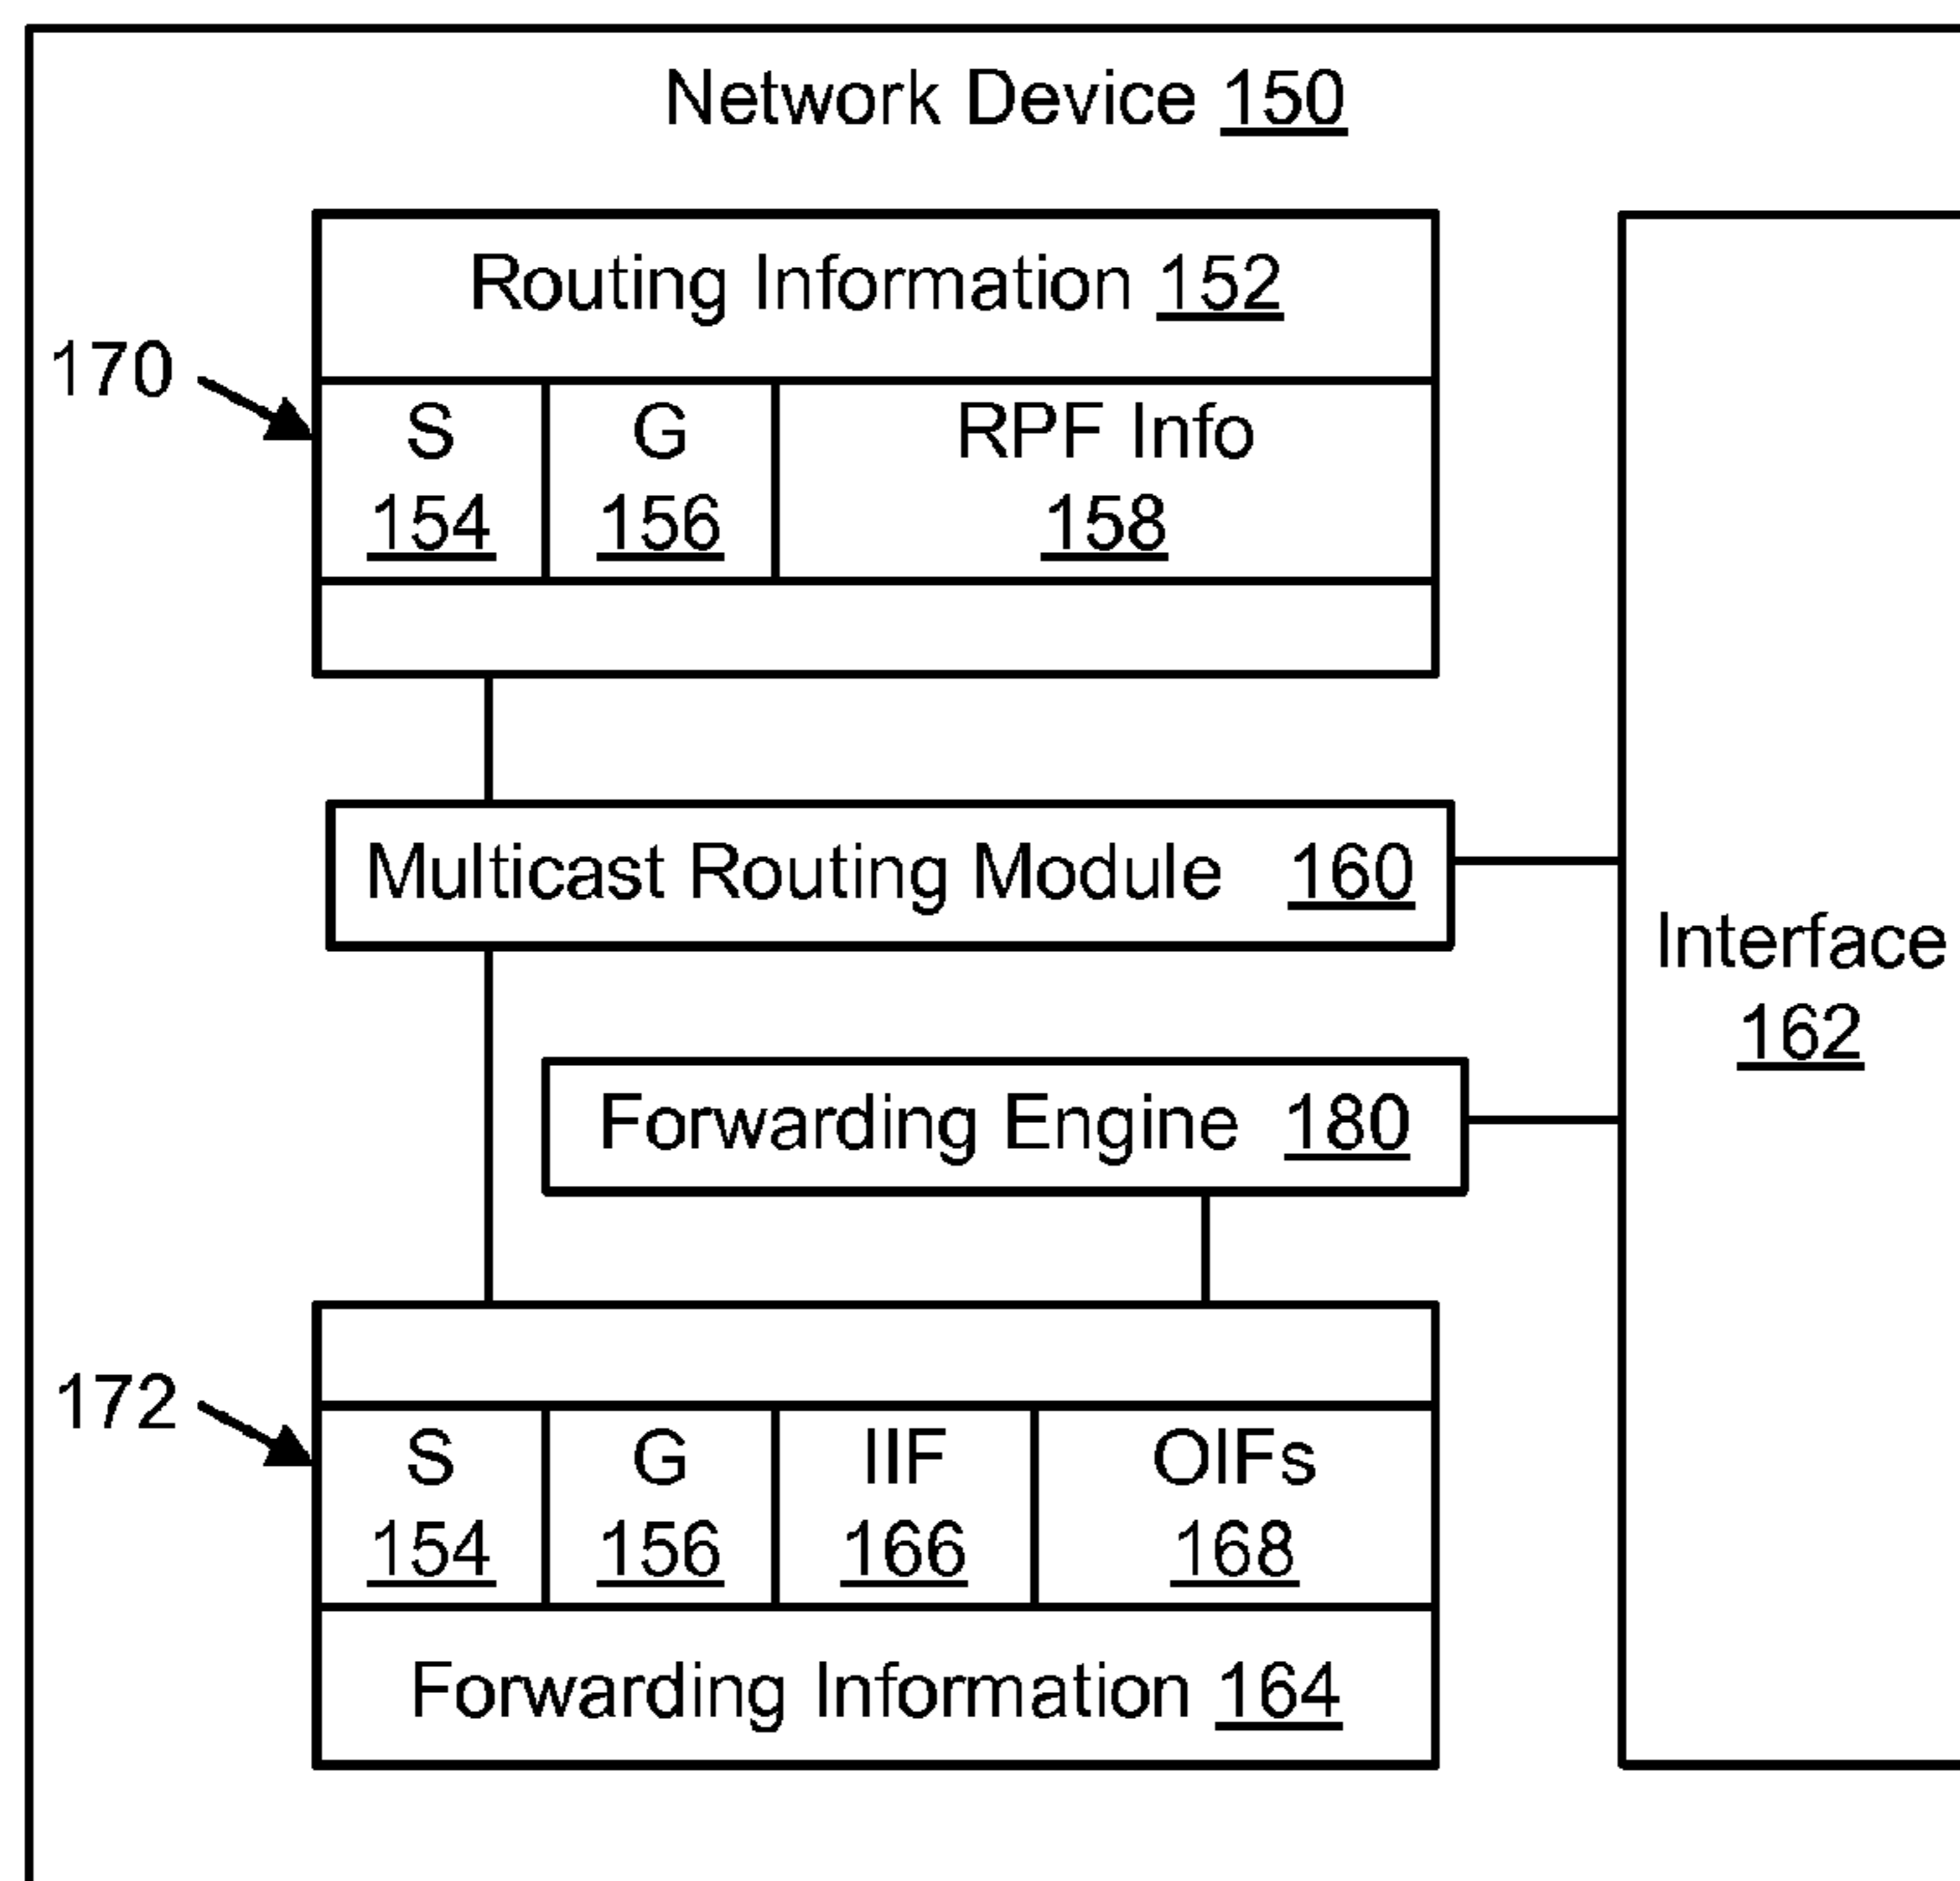 Network Device 150
Routing Information 152
170
S
154
G
156
RPF Info
158
Multicast Routing Module 160
Interface
162
Forwarding Engine 180
172
S
154
G
156
IIF
166
OIFs
168
Forwarding Information 164